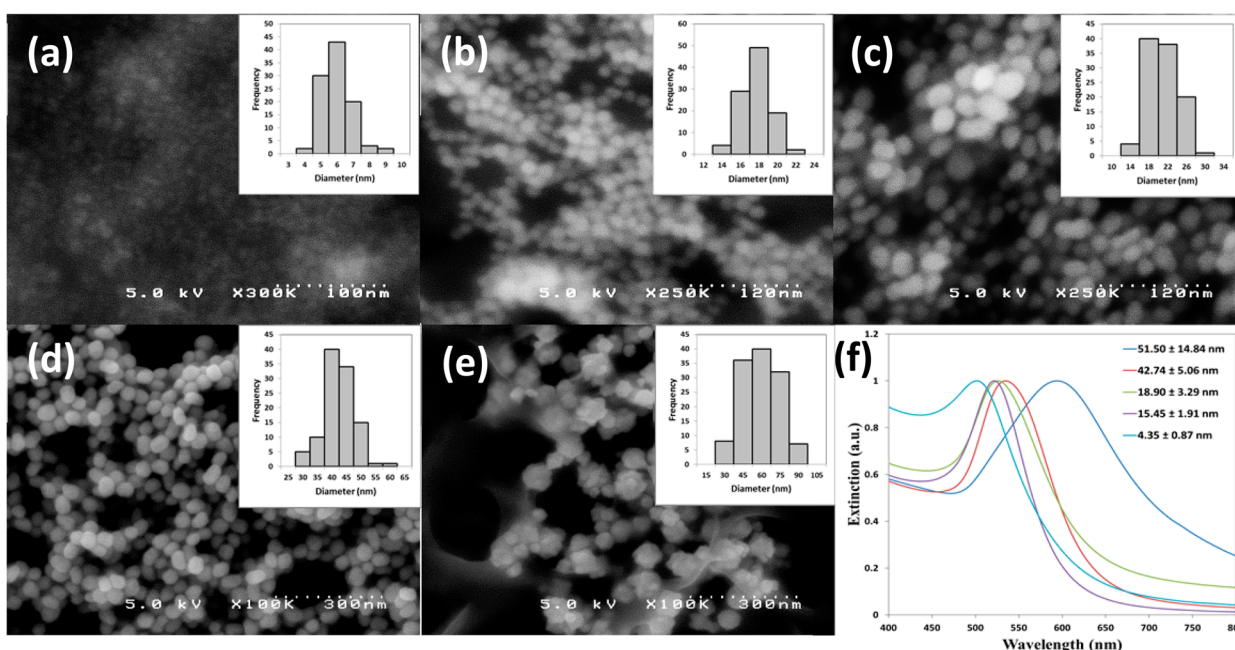 (a)
50
45
40
35
30
25
20
15
10
5
0
Frequency
3 4 5 6 7 8 9 10
Diameter (nm)
5.0 kV X300K 100nm
(b)
60
50
40
30
20
10
0
Frequency
12 14 16 18 20 22 24
Diameter (nm)
5.0 kV X250K 120nm
(c)
45
40
35
30
25
20
15
10
5
0
Frequency
10 14 18 22 26 30 34
Diameter (nm)
5.0 kV X250K 120nm
(d)
45
40
35
30
25
20
15
10
5
0
Frequency
25 30 35 40 45 50 55 60 65
Diameter (nm)
5.0 kV X100K 300nm
(e)
45
40
35
30
25
20
15
10
5
0
Frequency
15 30 45 60 75 90 105
Diameter (nm)
5.0 kV X100K 300nm
(f)
1.2
1
0.8
0.6
0.4
0.2
0
Extinction (a.u.)
51.50 ± 14.84 nm
42.74 ± 5.06 nm
18.90 ± 3.29 nm
15.45 ± 1.91 nm
4.35 ± 0.87 nm
400 450 500 550 600 650 700 750
Wavelength (nm)